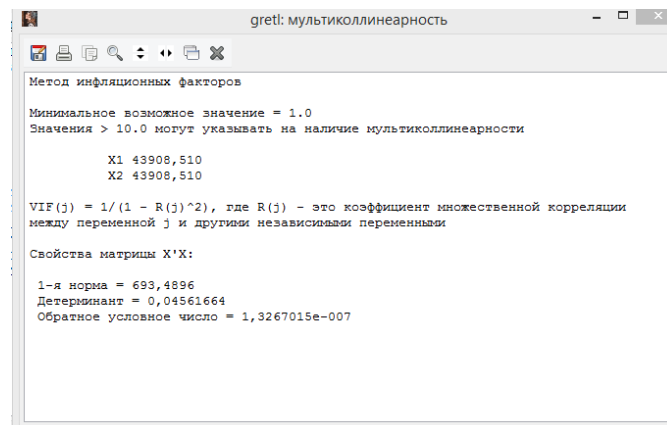 gretl: мультиколлинеарность
Метод инфляционных факторов
Минимальное возможное значение = 1.0
Значения > 10.0 могут указывать на наличие мультиколлинеарности
X1 43908,510
X2 43908,510
VIF(j) = 1/(1 - R(j)^2), где R(j) - это коэффициент множественной корреляции
между переменной j и другими независимыми переменными
Свойства матрицы X'X:
1-я норма = 693,4896
Детерминант = 0,04561664
Обратное условное число = 1,3267015e-007